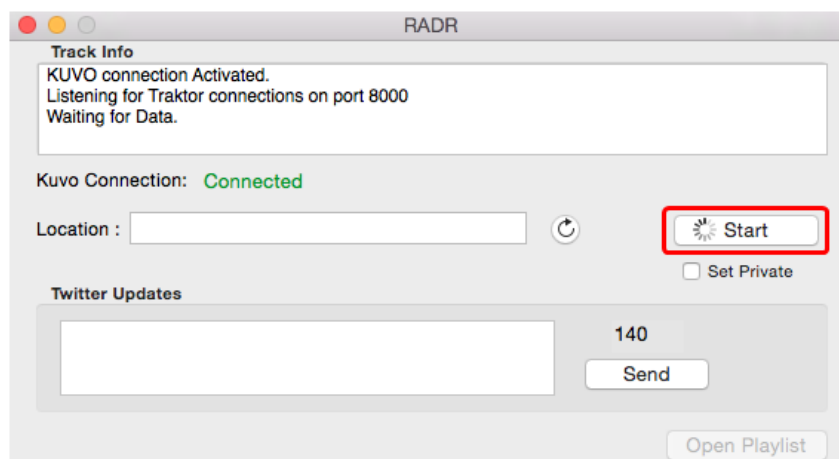 RADR
Track Info
KUVO connection Activated.
Listening for Traktor connections on port 8000
Waiting for Data.
Kuvo Connection: Connected
Location :
Start
Set Private
Twitter Updates
140
Send
Open Playlist